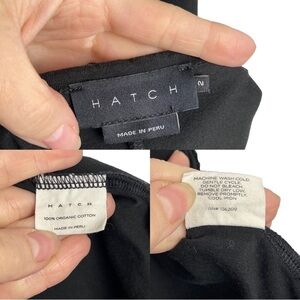 HATCH
2
MADE IN PERU
HATCH
100% ORGANIC COTTON
MADE IN PERU
MACHINE WASH COLD
GENTLE CYCLE
DO NOT BLEACH
TUMBLE DRY LOW
REMOVE PROMPTLY
COOL IRON